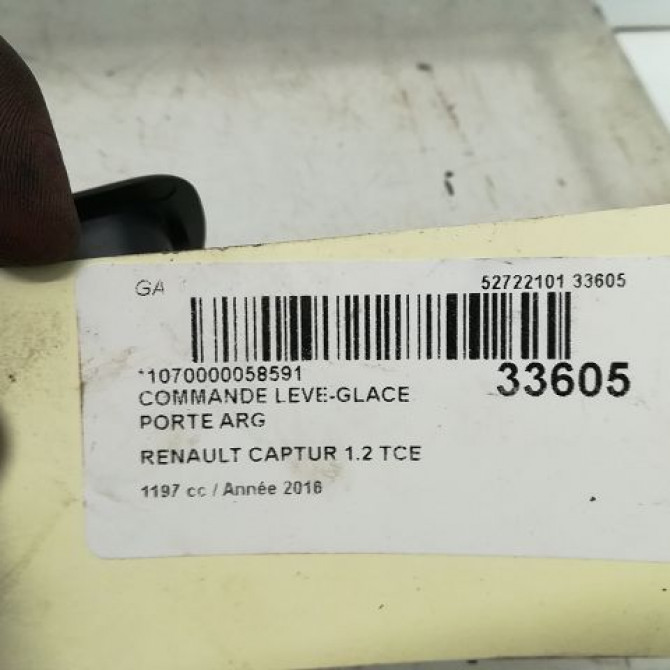 GA 52722101 33605
*1070000058591 33605
COMMANDE LEVE-GLACE
PORTE ARG
RENAULT CAPTUR 1.2 TCE
1197 cc / Année 2016